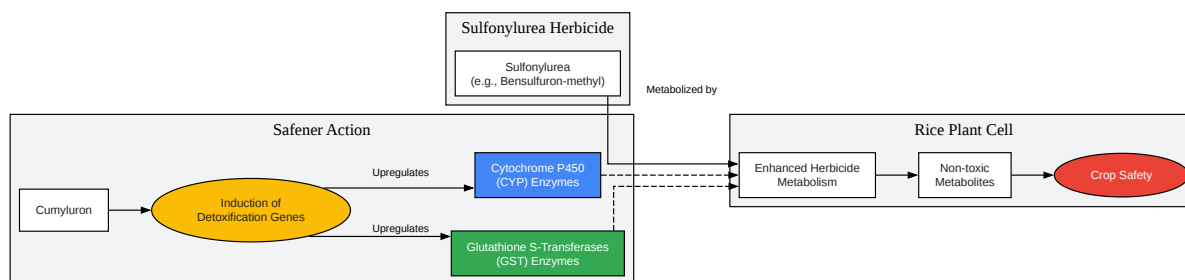 Sulfonylurea Herbicide
Sulfonylurea
(e.g., Bensulfuron-methyl)
Metabolized by
Safener Action
Rice Plant Cell
Cumyluron
Induction of
Detoxification Genes
Upregulates
Cytochrome P450
(CYP) Enzymes
Upregulates
Glutathione S-Transferases
(GST) Enzymes
Enhanced Herbicide
Metabolism
Non-toxic
Metabolites
Crop Safety